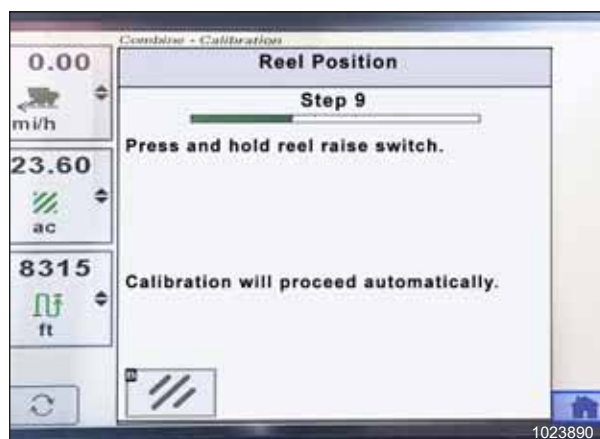 Combine - Calibration
0.00
mi/h
23.60
ac
8315
ft
Reel Position
Step 9
Press and hold reel raise switch.
Calibration will proceed automatically.
1023890